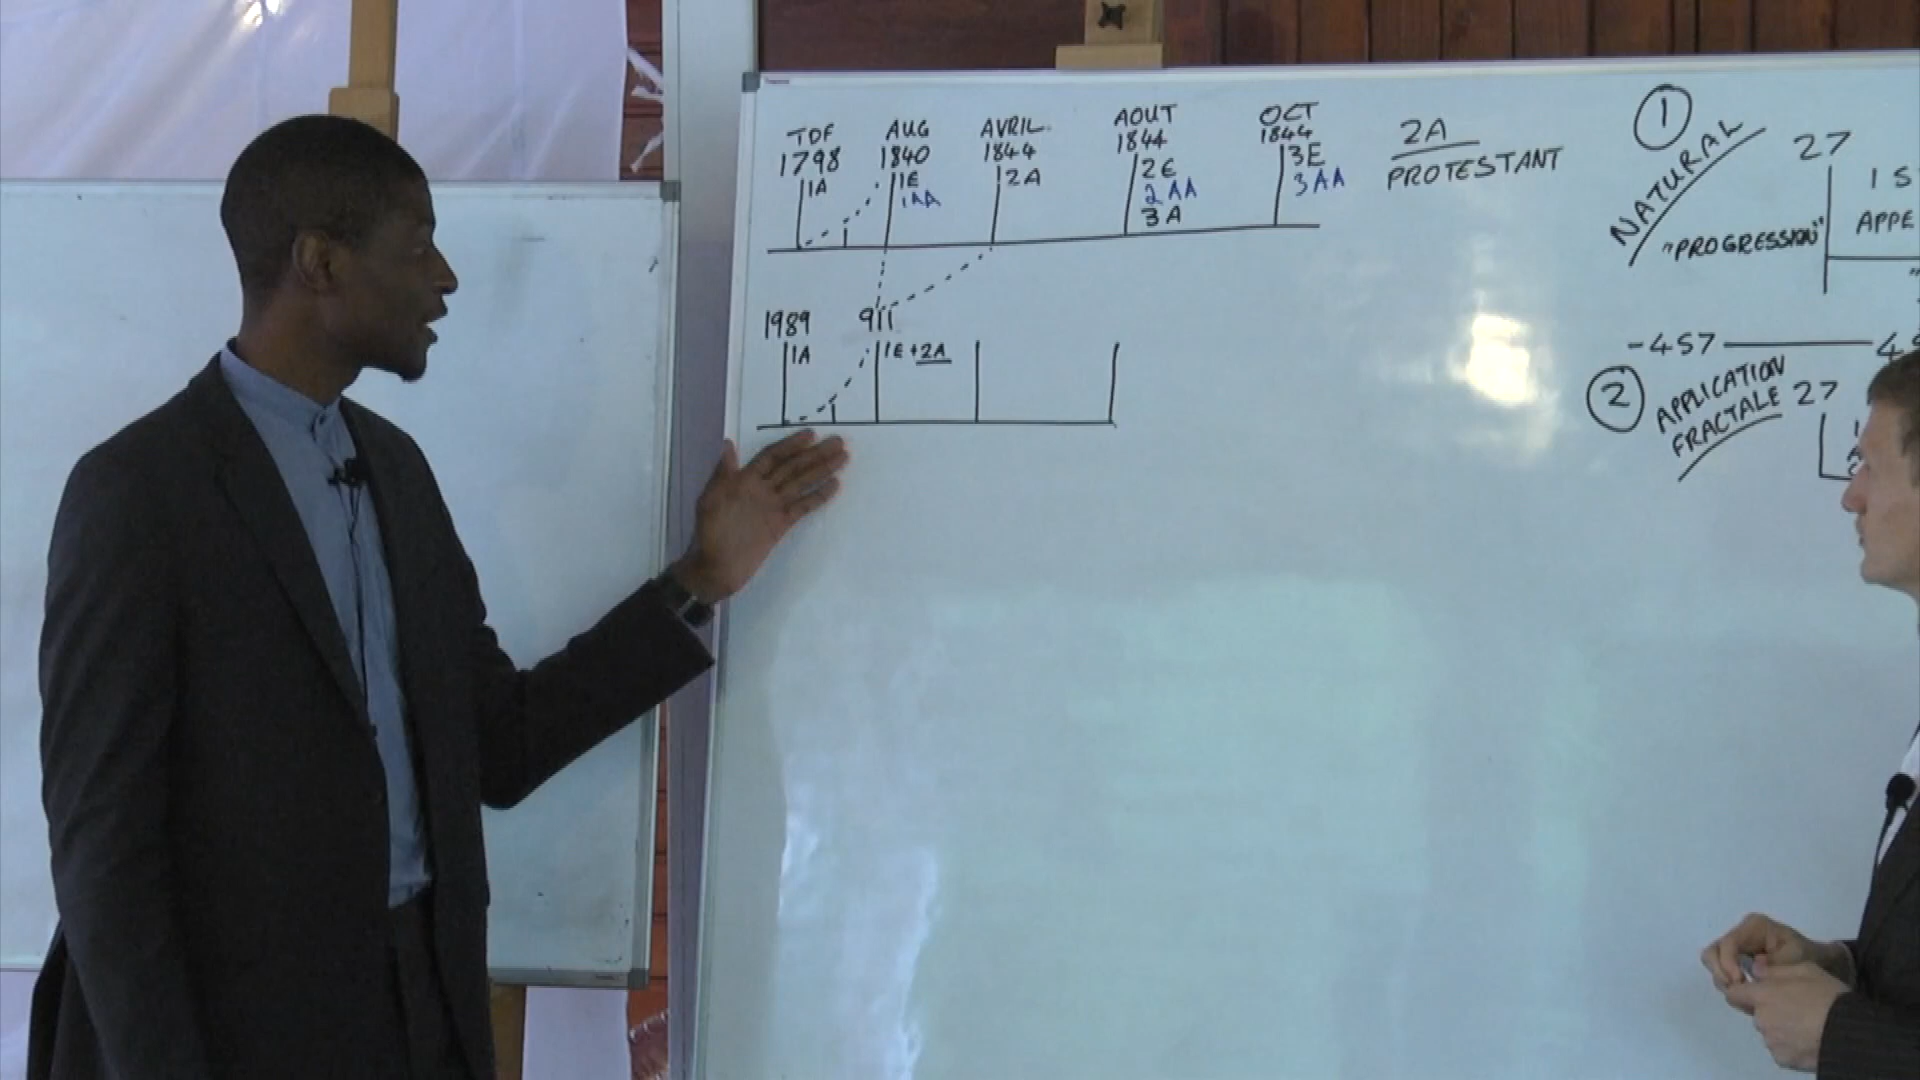 TDF
1798
1A
AUG
1840
1E
1AA
AVRIL
1844
2A
AOUT
1844
2E
2AA
3A
OCT
1844
3E
3AA
2A
PROTESTANT
1989
1A
911
1E+2A
1
NATURAL
"PROGRESSION"
27
1 S
APPE
-457
2
APPLICATION
FRACTALE
27